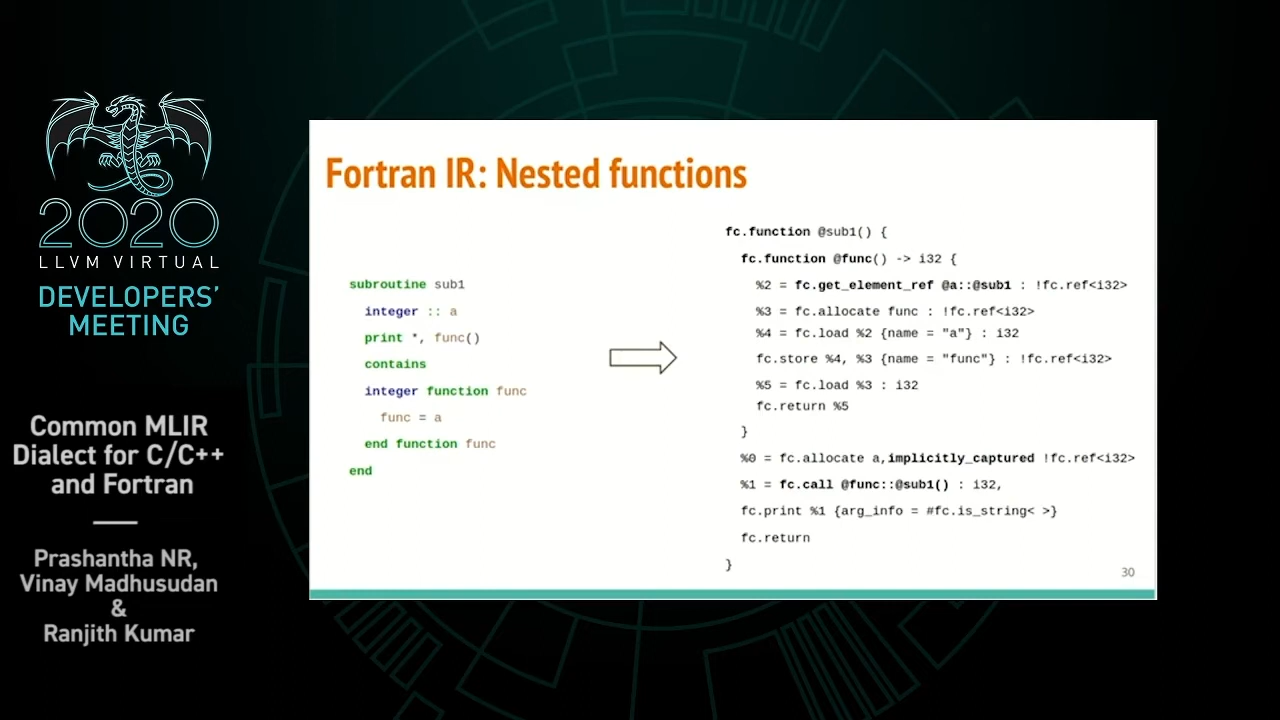 2020
LLVM VIRTUAL
DEVELOPERS'
MEETING
Common MLIR
Dialect for C/C++
and Fortran
Prashantha NR,
Vinay Madhusudan
&
Ranjith Kumar
Fortran IR: Nested functions
subroutine sub1
integer :: a
print *, func()
contains
integer function func
func = a
end function func
end
fc.function @sub1() {
fc.function @func() -> i32 {
%2 = fc.get_element_ref @a::@sub1 : !fc.ref<i32>
%3 = fc.allocate func : !fc.ref<i32>
%4 = fc.load %2 {name = "a"} : i32
fc.store %4, %3 {name = "func"} : !fc.ref<i32>
%5 = fc.load %3 : i32
fc.return %5
}
%0 = fc.allocate a,implicitly_captured !fc.ref<i32>
%1 = fc.call @func::@sub1() : i32,
fc.print %1 {arg_info = #fc.is_string< >}
fc.return
}
30